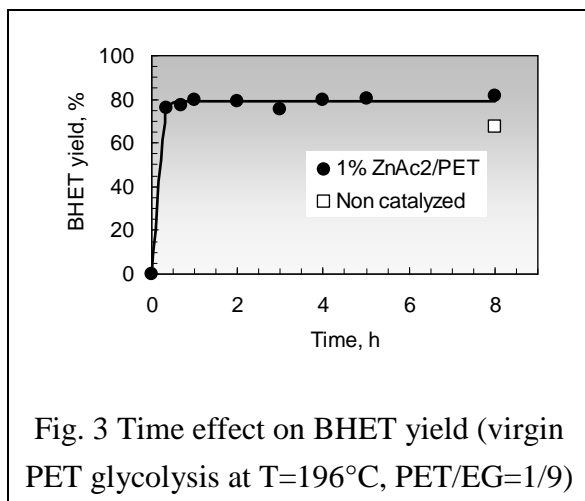 100
80
60
40
20
0
BHET yield, %
1% ZnAc2/PET
Non catalyzed
0 2 4 6 8
Time, h
Fig. 3 Time effect on BHET yield (virgin
PET glycolysis at T=196°C, PET/EG=1/9)